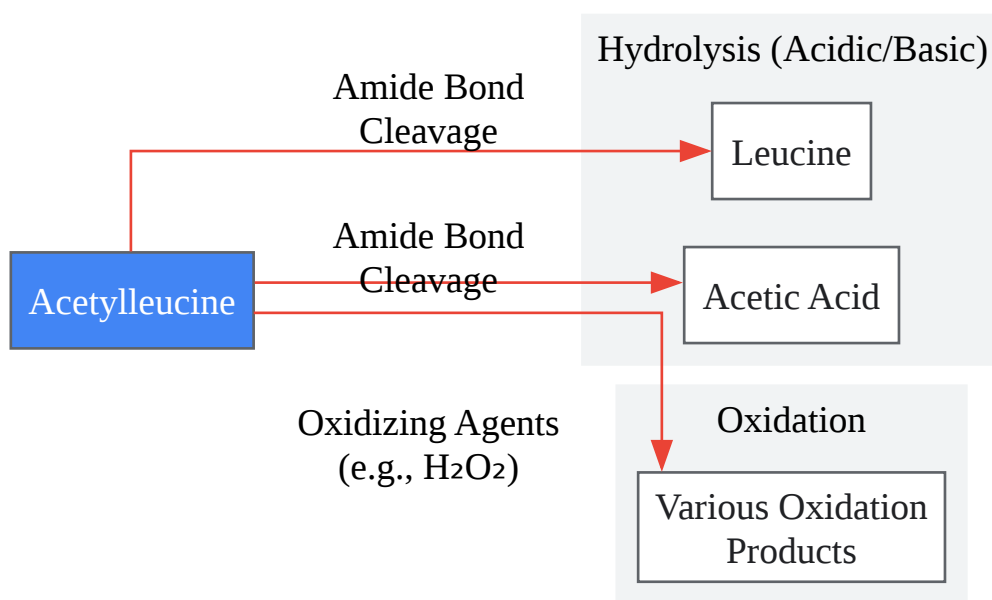 Hydrolysis (Acidic/Basic)
Amide Bond
Cleavage
Leucine
Amide Bond
Cleavage
Acetylleucine
Acetic Acid
Oxidizing Agents
(e.g., H₂O₂)
Oxidation
Various Oxidation
Products